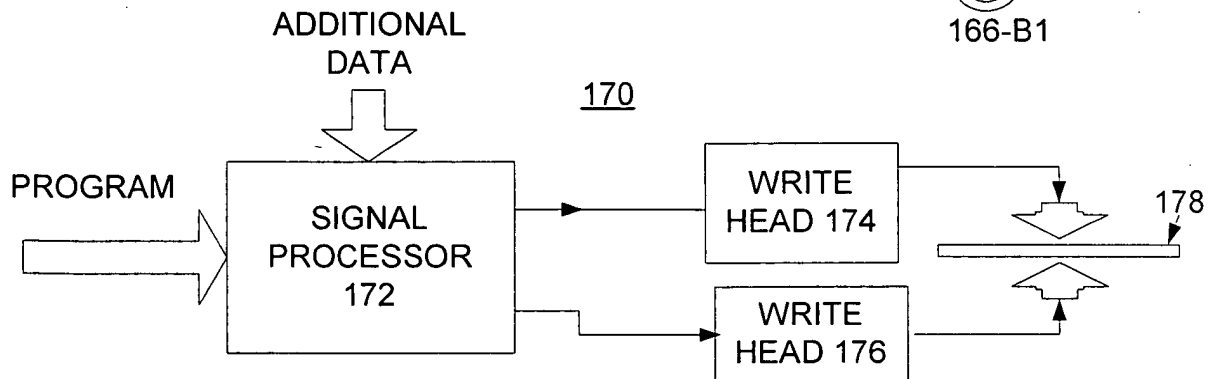 166-B1
ADDITIONAL
DATA
170
PROGRAM
SIGNAL
PROCESSOR
172
WRITE
HEAD 174
178
WRITE
HEAD 176